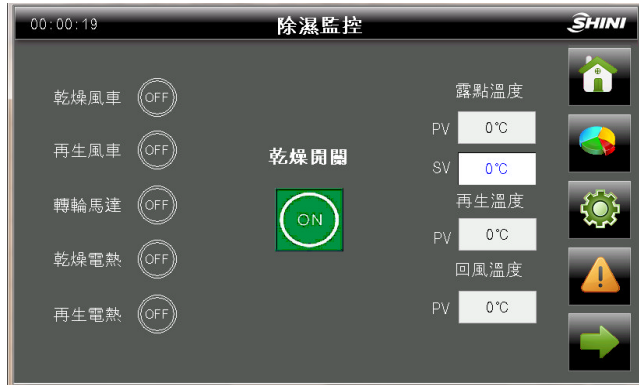 00:00:19 除濕監控 SHINI
乾燥風車 OFF
再生風車 OFF
轉輪馬達 OFF
乾燥電熱 OFF
再生電熱 OFF
乾燥開關
ON
露點溫度
PV 0℃
SV 0℃
再生溫度
PV 0℃
回風溫度
PV 0℃